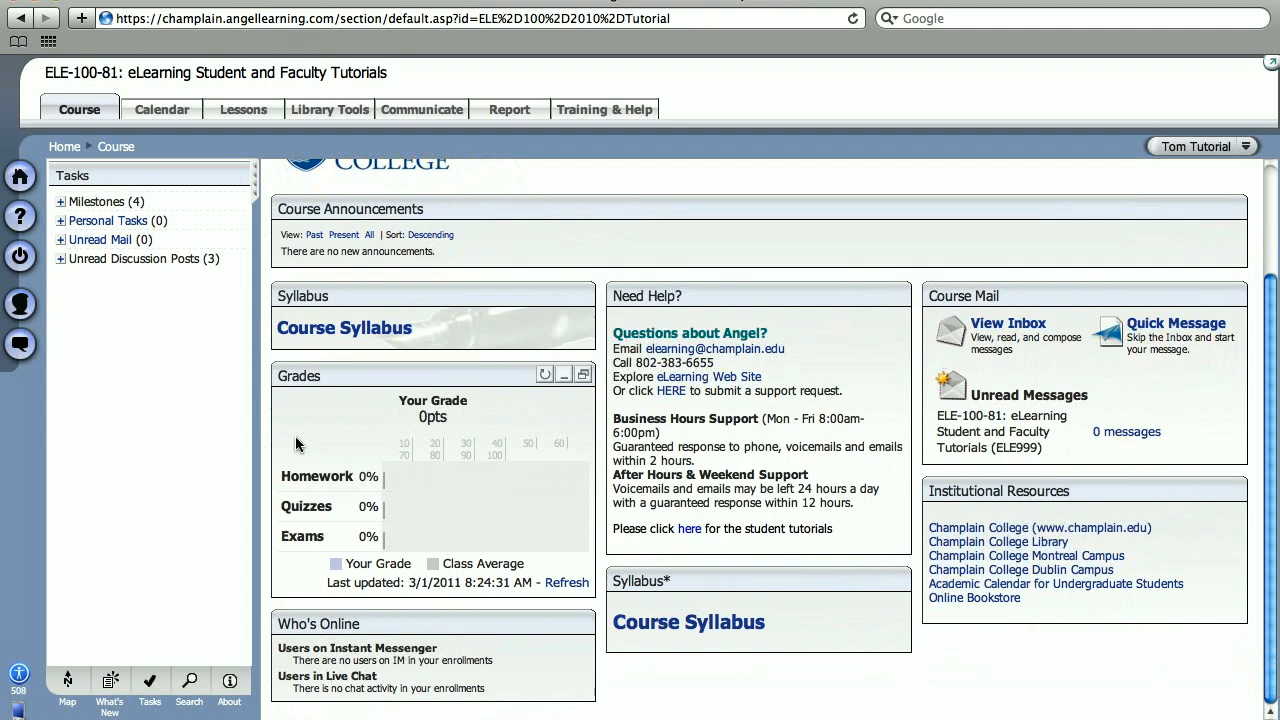 https://champlain.angellearning.com/section/default.asp?id=ELE%2D100%2D2010%2DTutorial
Google
ELE-100-81: eLearning Student and Faculty Tutorials
Course
Calendar
Lessons
Library Tools
Communicate
Report
Training & Help
Home
Course
Tom Tutorial
Tasks
Milestones (4)
Personal Tasks (0)
Unread Mail (0)
Unread Discussion Posts (3)
508
Map
What's
New
Tasks
Search
About
COLLEGE
Course Announcements
View: Past Present All | Sort: Descending
There are no new announcements.
Syllabus
Course Syllabus
Grades
Your Grade
0pts
10 20 30 40 50 60
70 80 90 100
Homework 0%
Quizzes 0%
Exams 0%
Your Grade Class Average
Last updated: 3/1/2011 8:24:31 AM - Refresh
Who's Online
Users on Instant Messenger
There are no users on IM in your enrollments
Users in Live Chat
There is no chat activity in your enrollments
Need Help?
Questions about Angel?
Email elearning@champlain.edu
Call 802-383-6655
Explore eLearning Web Site
Or click HERE to submit a support request.
Business Hours Support (Mon - Fri 8:00am-
6:00pm)
Guaranteed response to phone, voicemails and emails
within 2 hours.
After Hours & Weekend Support
Voicemails and emails may be left 24 hours a day
with a guaranteed response within 12 hours.
Please click here for the student tutorials
Syllabus*
Course Syllabus
Course Mail
View Inbox
View, read, and compose
messages
Quick Message
Skip the Inbox and start
your message.
Unread Messages
ELE-100-81: eLearning
Student and Faculty
Tutorials (ELE999)
0 messages
Institutional Resources
Champlain College (www.champlain.edu)
Champlain College Library
Champlain College Montreal Campus
Champlain College Dublin Campus
Academic Calendar for Undergraduate Students
Online Bookstore